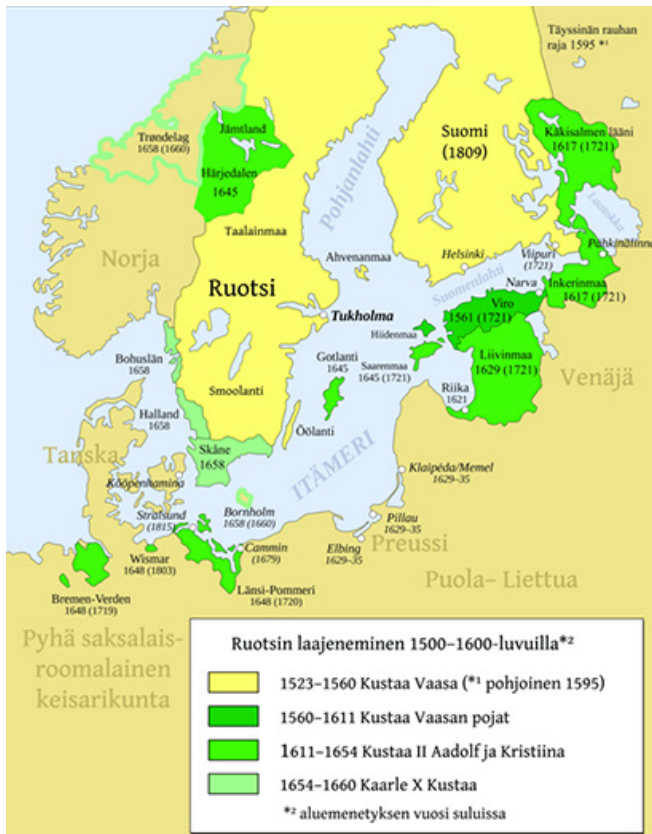 Täyssinän rauhan
raja 1595 *¹
Trøndelag
1658 (1660)
Jämtland
Härjedalen
1645
Pohjanlahti
Suomi
(1809)
Käkisalmen lääni
1617 (1721)
Laatokka
Taalainmaa
Norja
Ahvenanmaa
Helsinki
Viipuri
(1721)
Pähkinälinna
Ruotsi
Tukholma
Suomenlahti
Narva
Inkerinmaa
1617 (1721)
Viro
1561 (1721)
Hiidenmaa
Bohuslän
1658
Gotlanti
1645
Saarenmaa
1645 (1721)
Liivinmaa
1629 (1721)
Venäjä
Smoolanti
Riika
1621
Halland
1658
Öölanti
Tanska
Skåne
1658
ITÄMERI
Klaipéda/Memel
1629–35
Kööpenhamina
Stralsund
(1815)
Bornholm
1658 (1660)
Pillau
1629–35
Preussi
Elbing
1629–35
Wismar
1648 (1803)
Cammin
(1679)
Puola– Liettua
Bremen-Verden
1648 (1719)
Länsi-Pommeri
1648 (1720)
Pyhä saksalais-
roomalainen
keisarikunta
Ruotsin laajeneminen 1500–1600-luvuilla*²
1523–1560 Kustaa Vaasa (*¹ pohjoinen 1595)
1560–1611 Kustaa Vaasan pojat
1611–1654 Kustaa II Aadolf ja Kristiina
1654–1660 Kaarle X Kustaa
*² aluemenetyksen vuosi suluissa